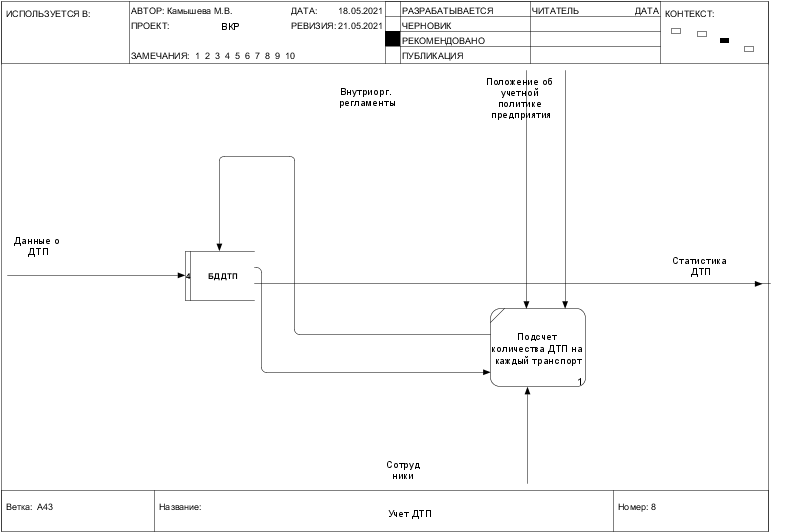 ИСПОЛЬЗУЕТСЯ В:
АВТОР: Камышева М.В.
ДАТА: 18.05.2021
ПРОЕКТ: ВКР
РЕВИЗИЯ: 21.05.2021
ЗАМЕЧАНИЯ: 1 2 3 4 5 6 7 8 9 10
РАЗРАБАТЫВАЕТСЯ
ЧЕРНОВИК
РЕКОМЕНДОВАНО
ПУБЛИКАЦИЯ
ЧИТАТЕЛЬ ДАТА
КОНТЕКСТ:
Внутриорг.
регламенты
Положение об
учетной
политике
предприятия
Данные о
ДТП
4 БДДТП
Статистика
ДТП
Подсчет
количества ДТП на
каждый транспорт
1
Сотруд
ники
Ветка: А43
Название:
Учет ДТП
Номер: 8